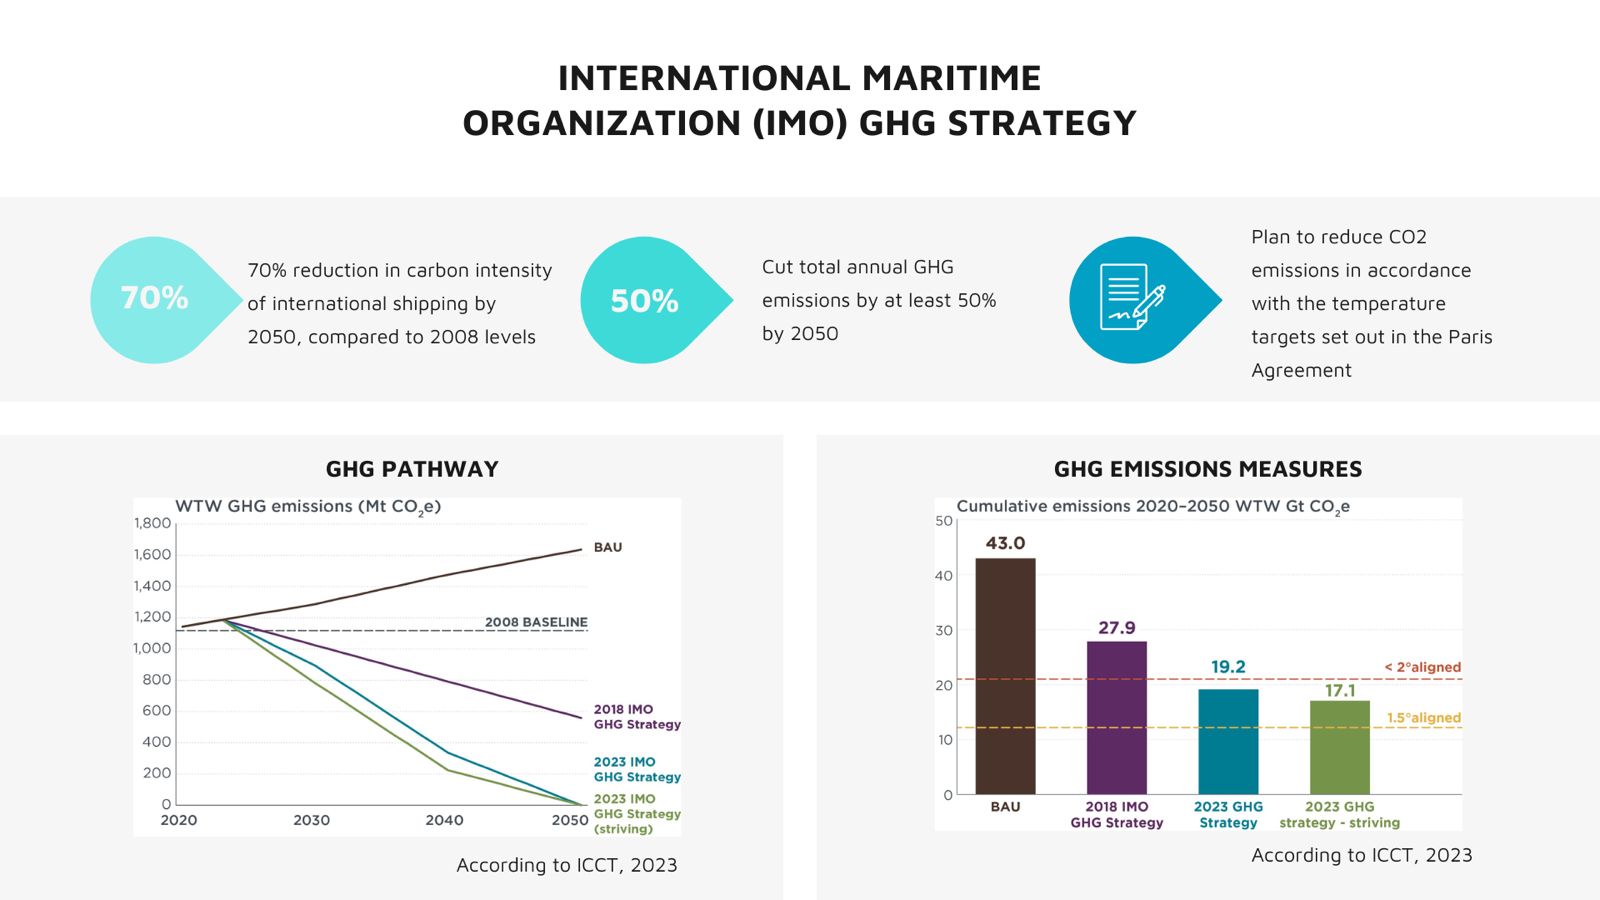 INTERNATIONAL MARITIME
ORGANIZATION (IMO) GHG STRATEGY
70%
70% reduction in carbon intensity
of international shipping by
2050, compared to 2008 levels
50%
Cut total annual GHG
emissions by at least 50%
by 2050
Plan to reduce CO2
emissions in accordance
with the temperature
targets set out in the Paris
Agreement
GHG PATHWAY
WTW GHG emissions (Mt CO₂e)
1,800
1,600
1,400
1,200
1,000
800
600
400
200
0
BAU
2008 BASELINE
2018 IMO
GHG Strategy
2023 IMO
GHG Strategy
2023 IMO
GHG Strategy
(striving)
2020
2030
2040
2050
According to ICCT, 2023
GHG EMISSIONS MEASURES
Cumulative emissions 2020–2050 WTW Gt CO₂e
50
40
30
20
10
0
43.0
27.9
19.2
17.1
< 2°aligned
1.5°aligned
BAU
2018 IMO
GHG Strategy
2023 GHG
Strategy
2023 GHG
strategy - striving
According to ICCT, 2023